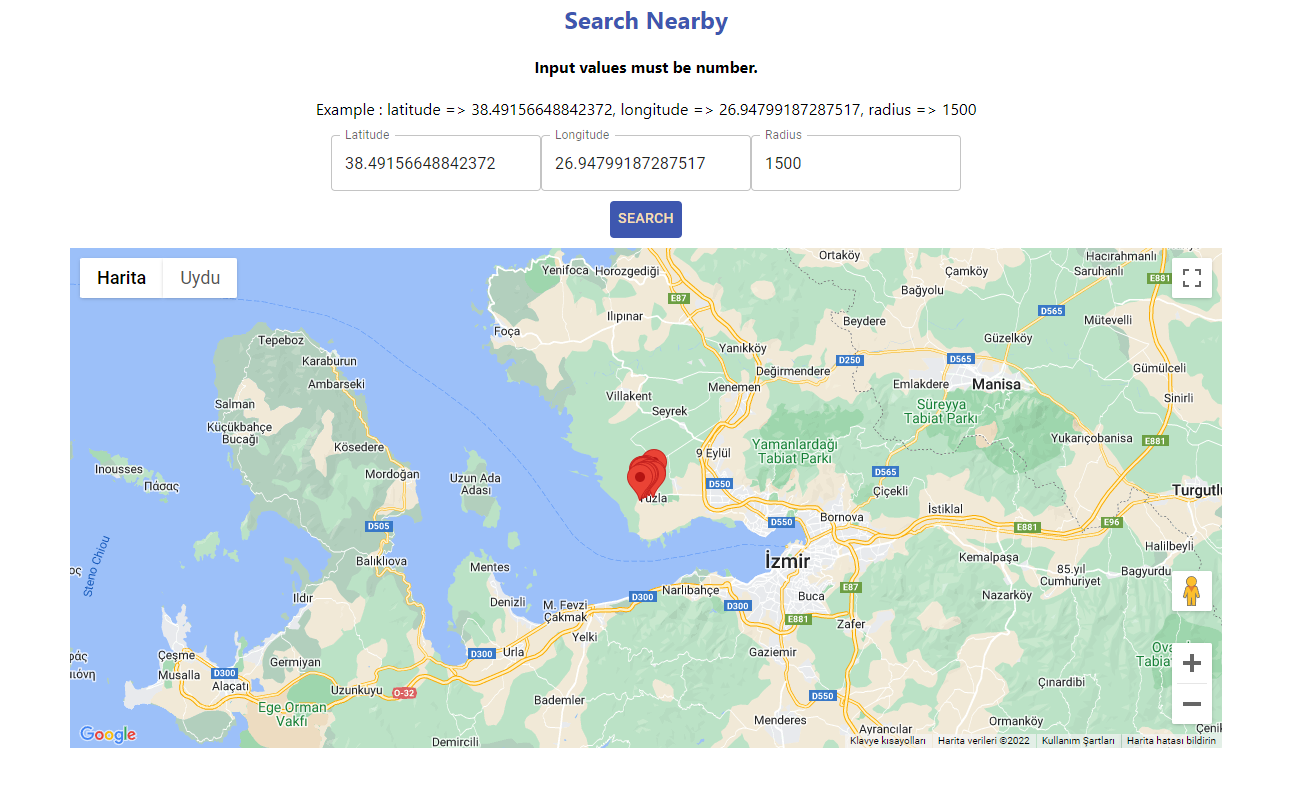 Search Nearby
Input values must be number.
Example : latitude => 38.49156648842372, longitude => 26.94799187287517, radius => 1500
Latitude
Longitude
Radius
38.49156648842372
26.94799187287517
1500
SEARCH
Harita
Uydu
Yenifoca
Horozgediği
Ortaköy
Hacırahmanlı
Saruhanlı
Çamköy
E881
Bağyolu
E87
Ilıpınar
D565
Beydere
Mütevelli
Foça
Güzelköy
Tepeboz
Yanıkköy
Karaburun
D250
D565
Değirmendere
Gümülceli
Ambarseki
Menemen
Emlakdere
Manisa
Villakent
Sirinli
Salman
Seyrek
Süreyya
Tabiat Parkı
Küçükbahçe
Bucağı
Yukarıçobanisa
E881
Kösedere
Yamanlardağı
Tabiat Parkı
9 Eylül
Inousses
Mordoğan
D565
Πάσας
Uzun Ada
Adası
D550
Çiçekli
Turgutlu
Tuzla
İstiklal
Bornova
D505
D550
E881
E96
Steno Chiou
Halilbeyli
Balıklıova
İzmir
Kemalpaşa
ος
Mentes
85.yıl
Cumhuriyet
Bagyurdu
Ildır
Narlıbahçe
E87
D300
Buca
Nazarköy
Denizli
M. Fevzi
Çakmak
D300
E881
Zafer
Yelki
Çeşme
D300
Urla
Gaziemir
Germiyan
Musalla
D300
Alaçatı
Uzunkuyu
O-32
Çınardibi
Ege Orman
Vakfı
Bademler
D550
Menderes
Ormanköy
Ayrancılar
Demircili
Google
Klavye kısayolları
Harita verileri ©2022
Kullanım Şartları
Harita hatası bildirin